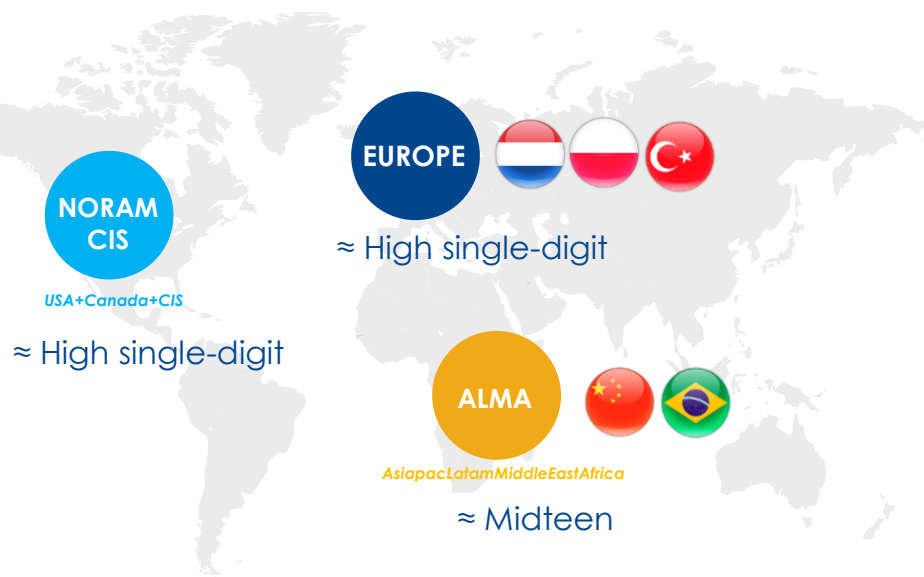 EUROPE
≈ High single-digit
NORAM
CIS
USA+Canada+CIS
≈ High single-digit
ALMA
AsiapacLatamMiddleEastAfrica
≈ Midteen